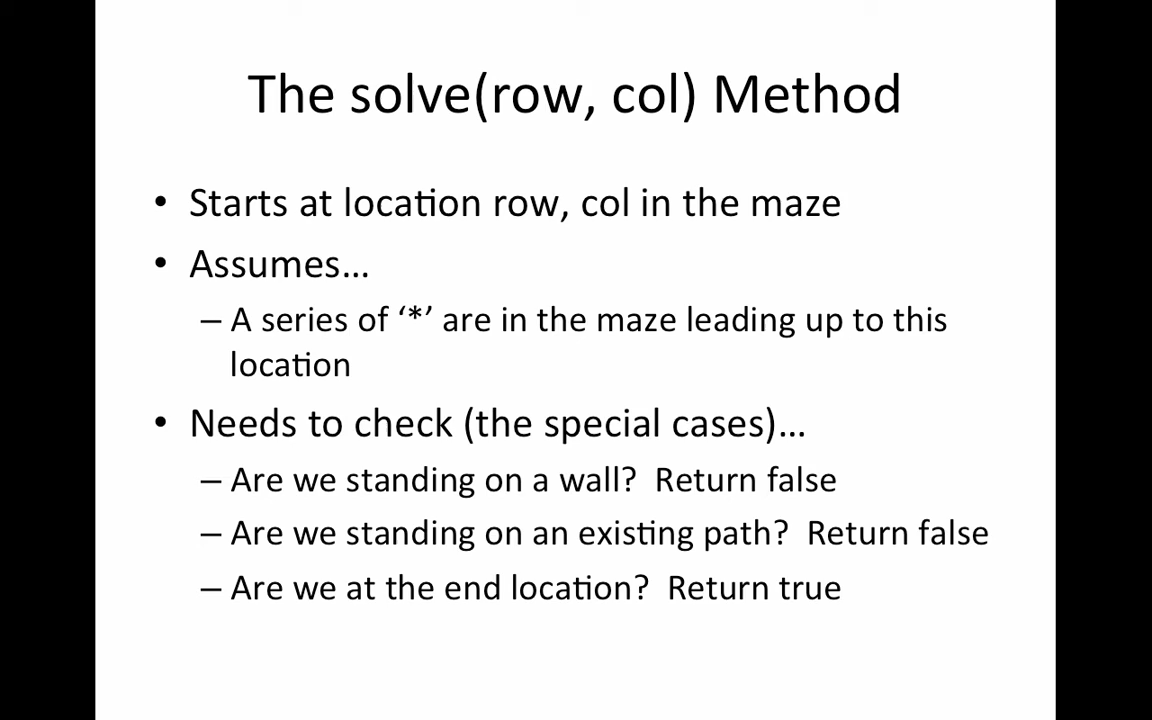 The solve(row, col) Method
• Starts at location row, col in the maze
• Assumes…
– A series of ‘*’ are in the maze leading up to this
location
• Needs to check (the special cases)…
– Are we standing on a wall?  Return false
– Are we standing on an existing path?  Return false
– Are we at the end location?  Return true